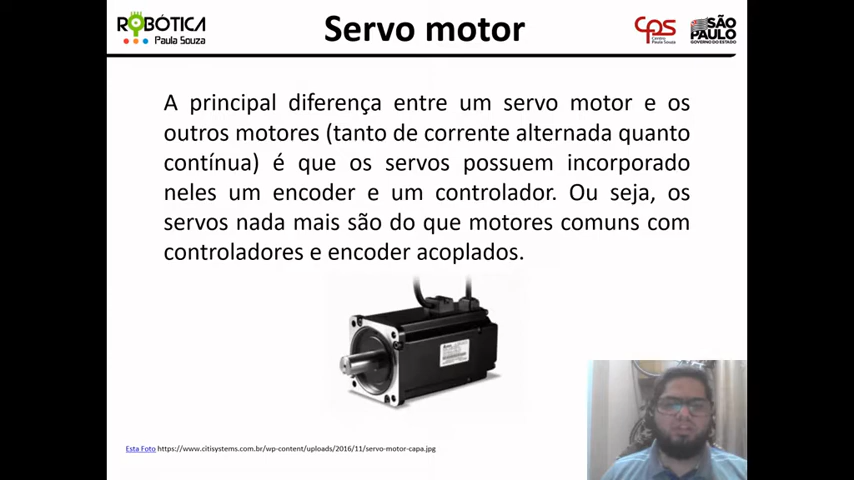 ROBÓTICA
Paula Souza
Servo motor
CPS
Centro
Paula Souza
SÃO
PAULO
GOVERNO DO ESTADO
A principal diferença entre um servo motor e os
outros motores (tanto de corrente alternada quanto
contínua) é que os servos possuem incorporado
neles um encoder e um controlador. Ou seja, os
servos nada mais são do que motores comuns com
controladores e encoder acoplados.
Esta Foto https://www.citisystems.com.br/wp-content/uploads/2016/11/servo-motor-capa.jpg